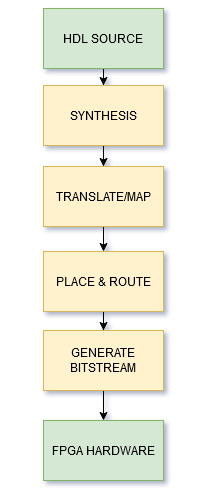 HDL SOURCE
SYNTHESIS
TRANSLATE/MAP
PLACE & ROUTE
GENERATE
BITSTREAM
FPGA HARDWARE